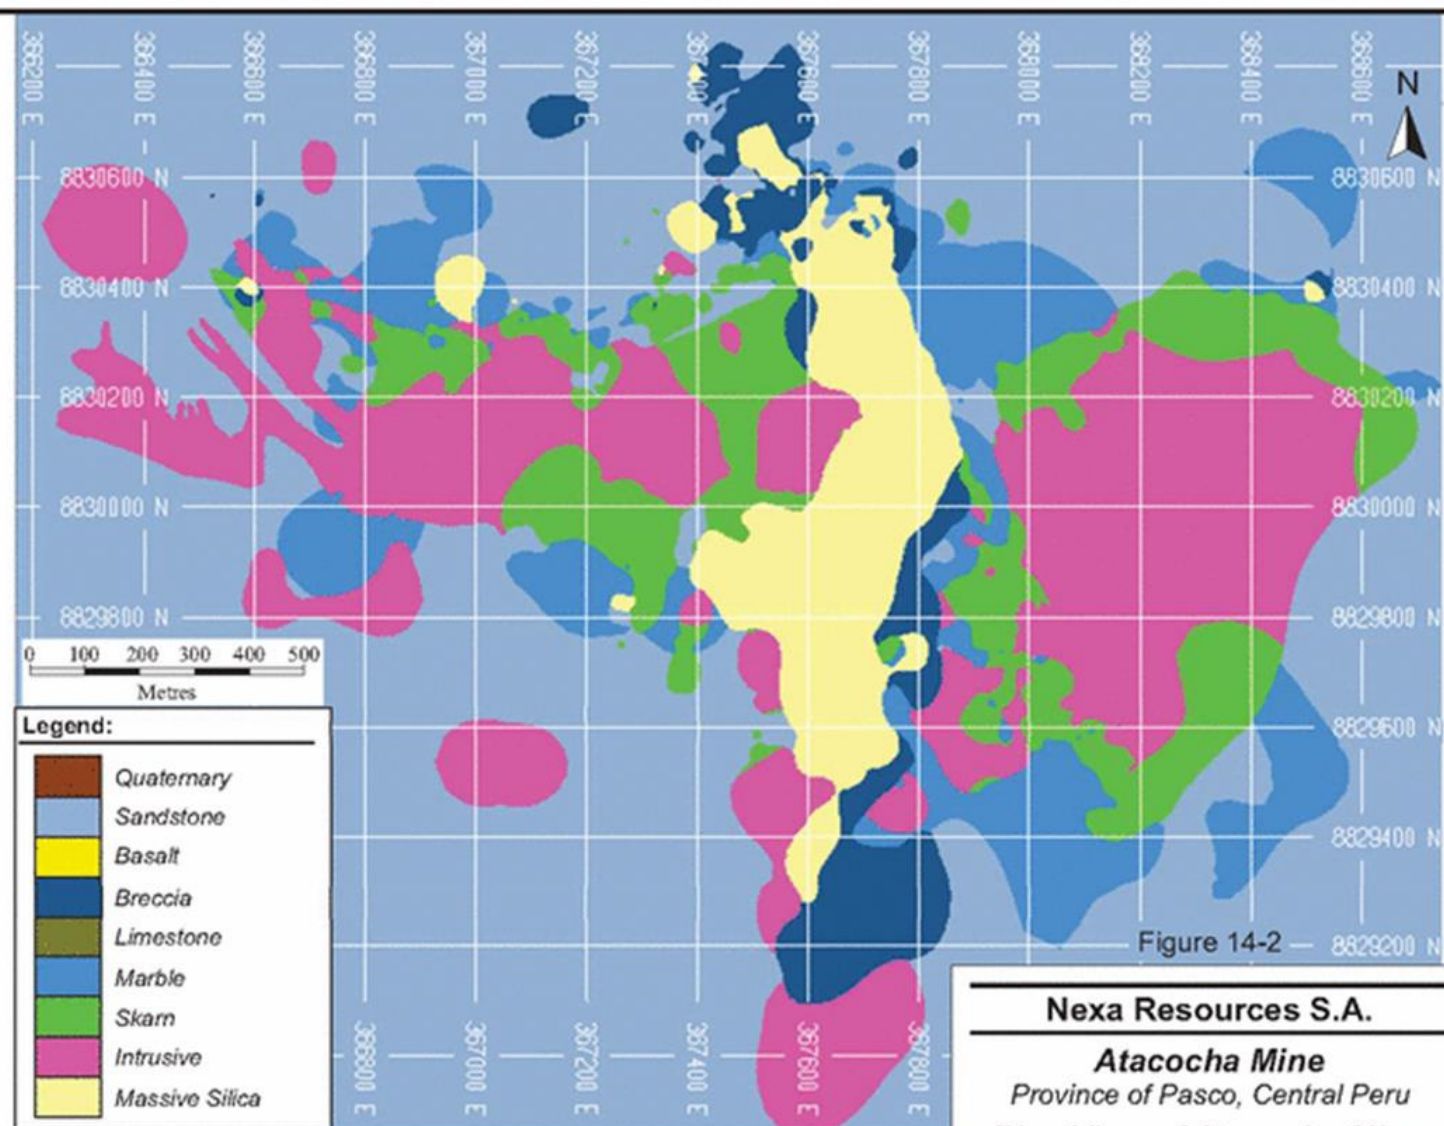 366200 E
366400 E
366600 E
366800 E
367000 E
367200 E
367600 E
367800 E
368000 E
368200 E
368400 E
368600 E
N
8830600 N
8830600 N
8830400 N
8830400 N
8830200 N
8830200 N
8830000 N
8830000 N
8829800 N
8829800 N
0 100 200 300 400 500
Metres
Legend:
Quaternary
Sandstone
Basalt
Breccia
Limestone
Marble
Skarn
Intrusive
Massive Silica
8829600 N
8829400 N
Figure 14-2
8829200 N
366800 E
367000 E
367200 E
367400 E
367600 E
367800 E
Nexa Resources S.A.
Atacocha Mine
Province of Pasco, Central Peru